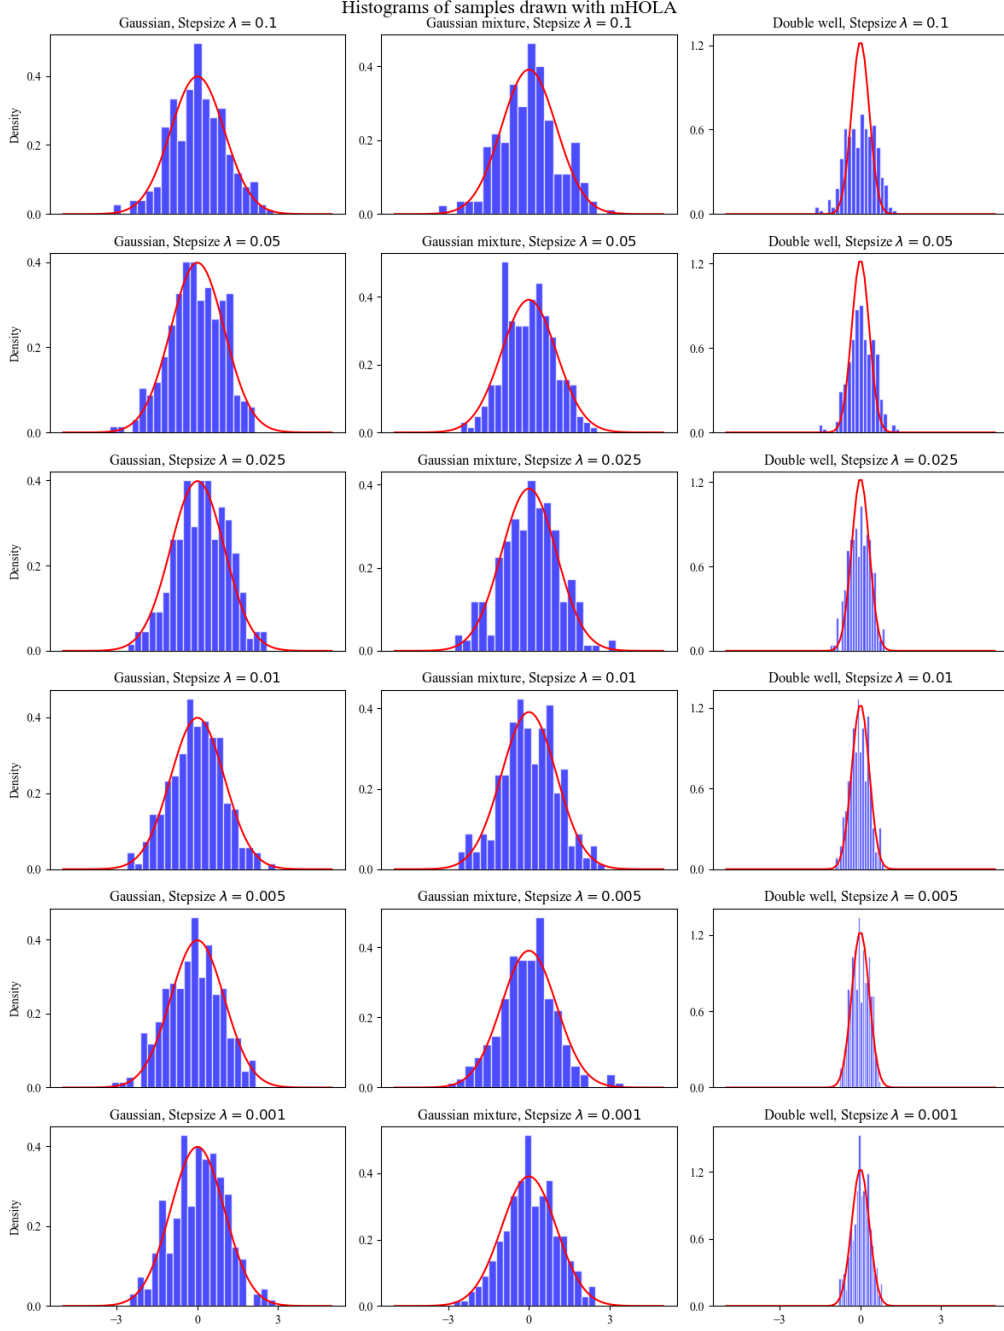 Histograms of samples drawn with mHOLA
Gaussian, Stepsize λ = 0.1
Gaussian mixture, Stepsize λ = 0.1
Double well, Stepsize λ = 0.1
Density
0.4
0.2
0.0
0.4
0.2
0.0
1.2
0.6
0.0
Gaussian, Stepsize λ = 0.05
Gaussian mixture, Stepsize λ = 0.05
Double well, Stepsize λ = 0.05
Density
0.4
0.2
0.0
0.4
0.2
0.0
1.2
0.6
0.0
Gaussian, Stepsize λ = 0.025
Gaussian mixture, Stepsize λ = 0.025
Double well, Stepsize λ = 0.025
Density
0.4
0.2
0.0
0.4
0.2
0.0
1.2
0.6
0.0
Gaussian, Stepsize λ = 0.01
Gaussian mixture, Stepsize λ = 0.01
Double well, Stepsize λ = 0.01
Density
0.4
0.2
0.0
0.4
0.2
0.0
1.2
0.6
0.0
Gaussian, Stepsize λ = 0.005
Gaussian mixture, Stepsize λ = 0.005
Double well, Stepsize λ = 0.005
Density
0.4
0.2
0.0
0.4
0.2
0.0
1.2
0.6
0.0
Gaussian, Stepsize λ = 0.001
Gaussian mixture, Stepsize λ = 0.001
Double well, Stepsize λ = 0.001
Density
0.4
0.2
0.0
0.4
0.2
0.0
1.2
0.6
0.0
−3 0 3
−3 0 3
−3 0 3